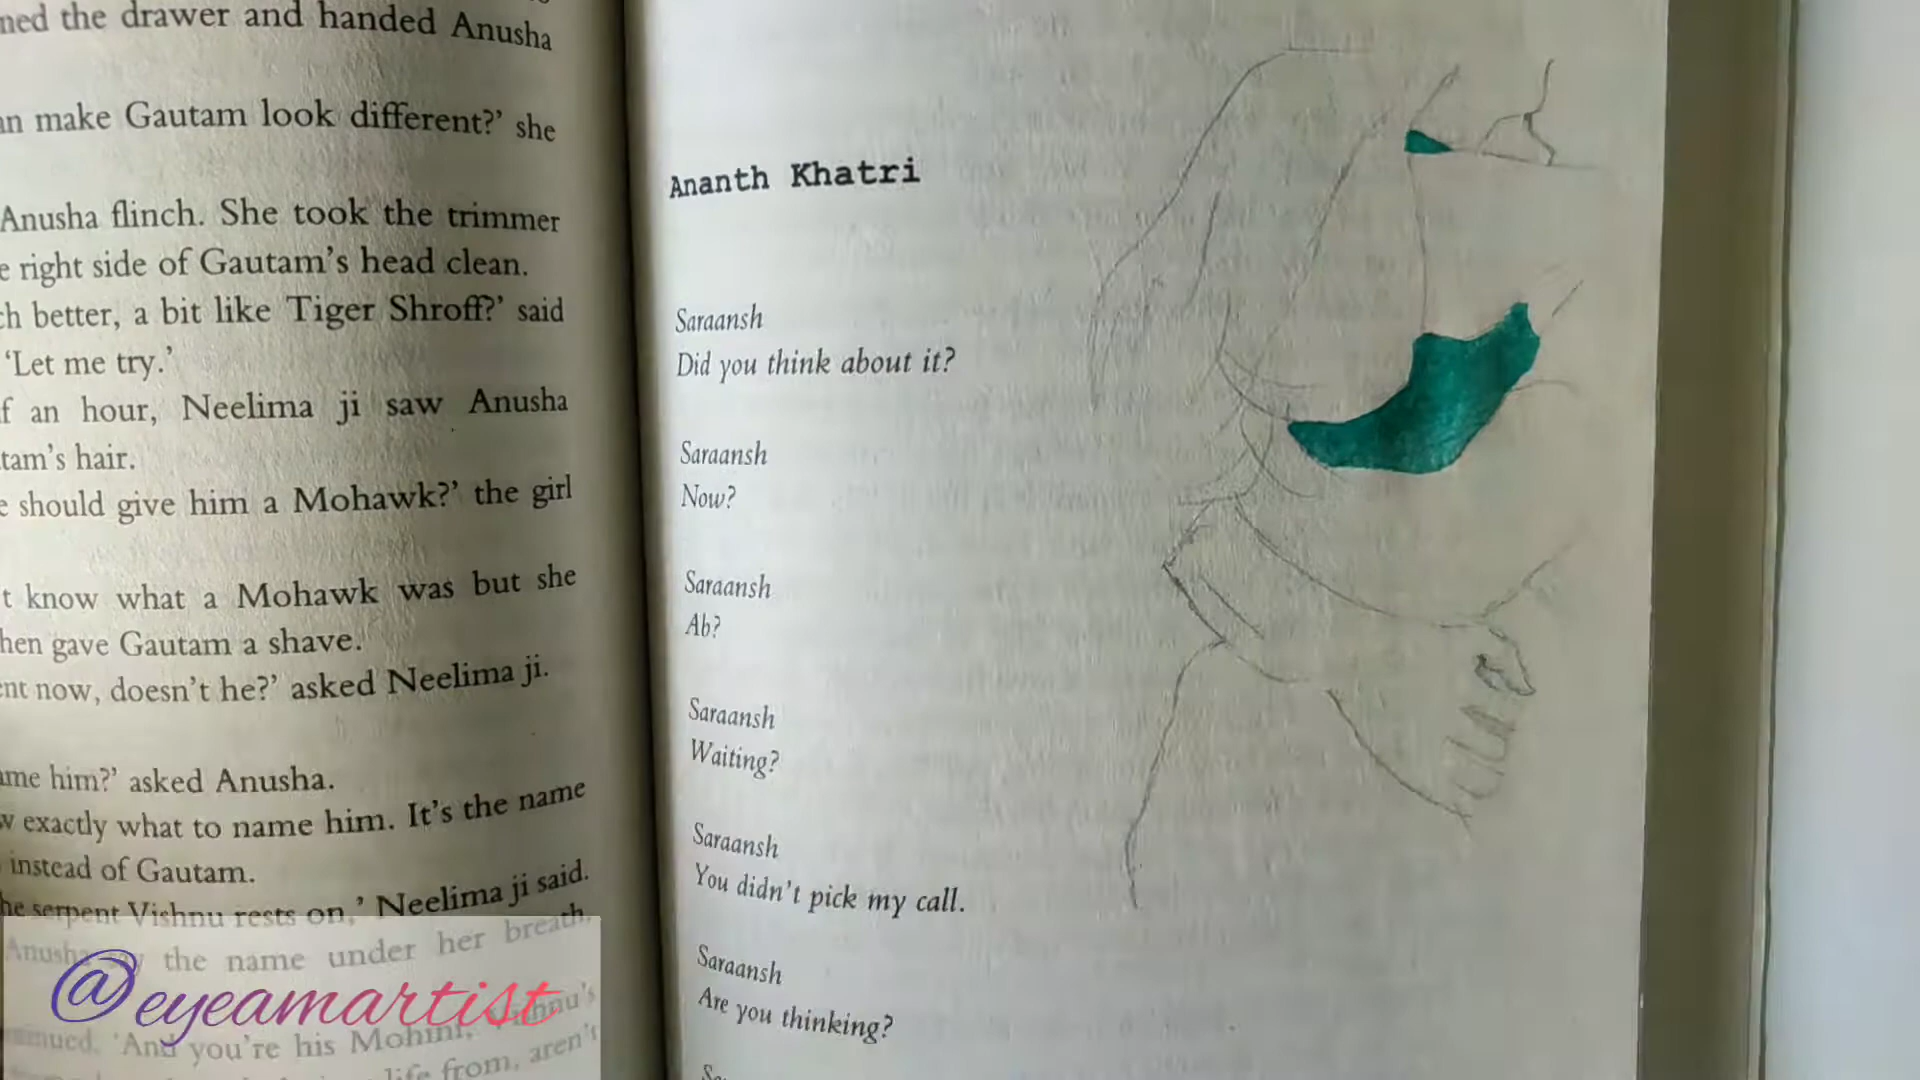 ned the drawer and handed Anusha
an make Gautam look different?’ she
Anusha flinch. She took the trimmer
e right side of Gautam’s head clean.
ch better, a bit like Tiger Shroff?’ said
‘Let me try.’
f an hour, Neelima ji saw Anusha
tam’s hair.
e should give him a Mohawk?’ the girl
t know what a Mohawk was but she
hen gave Gautam a shave.
ent now, doesn’t he?’ asked Neelima ji.
ame him?’ asked Anusha.
w exactly what to name him. It’s the name
instead of Gautam.
he serpent Vishnu rests on,’ Neelima ji said.
Anusha say the name under her breath.
'And you’re his Mohini,
life from, aren’t
@eyeamartist
Ananth Khatri
Saraansh
Did you think about it?
Saraansh
Now?
Saraansh
Ab?
Saraansh
Waiting?
Saraansh
You didn’t pick my call.
Saraansh
Are you thinking?